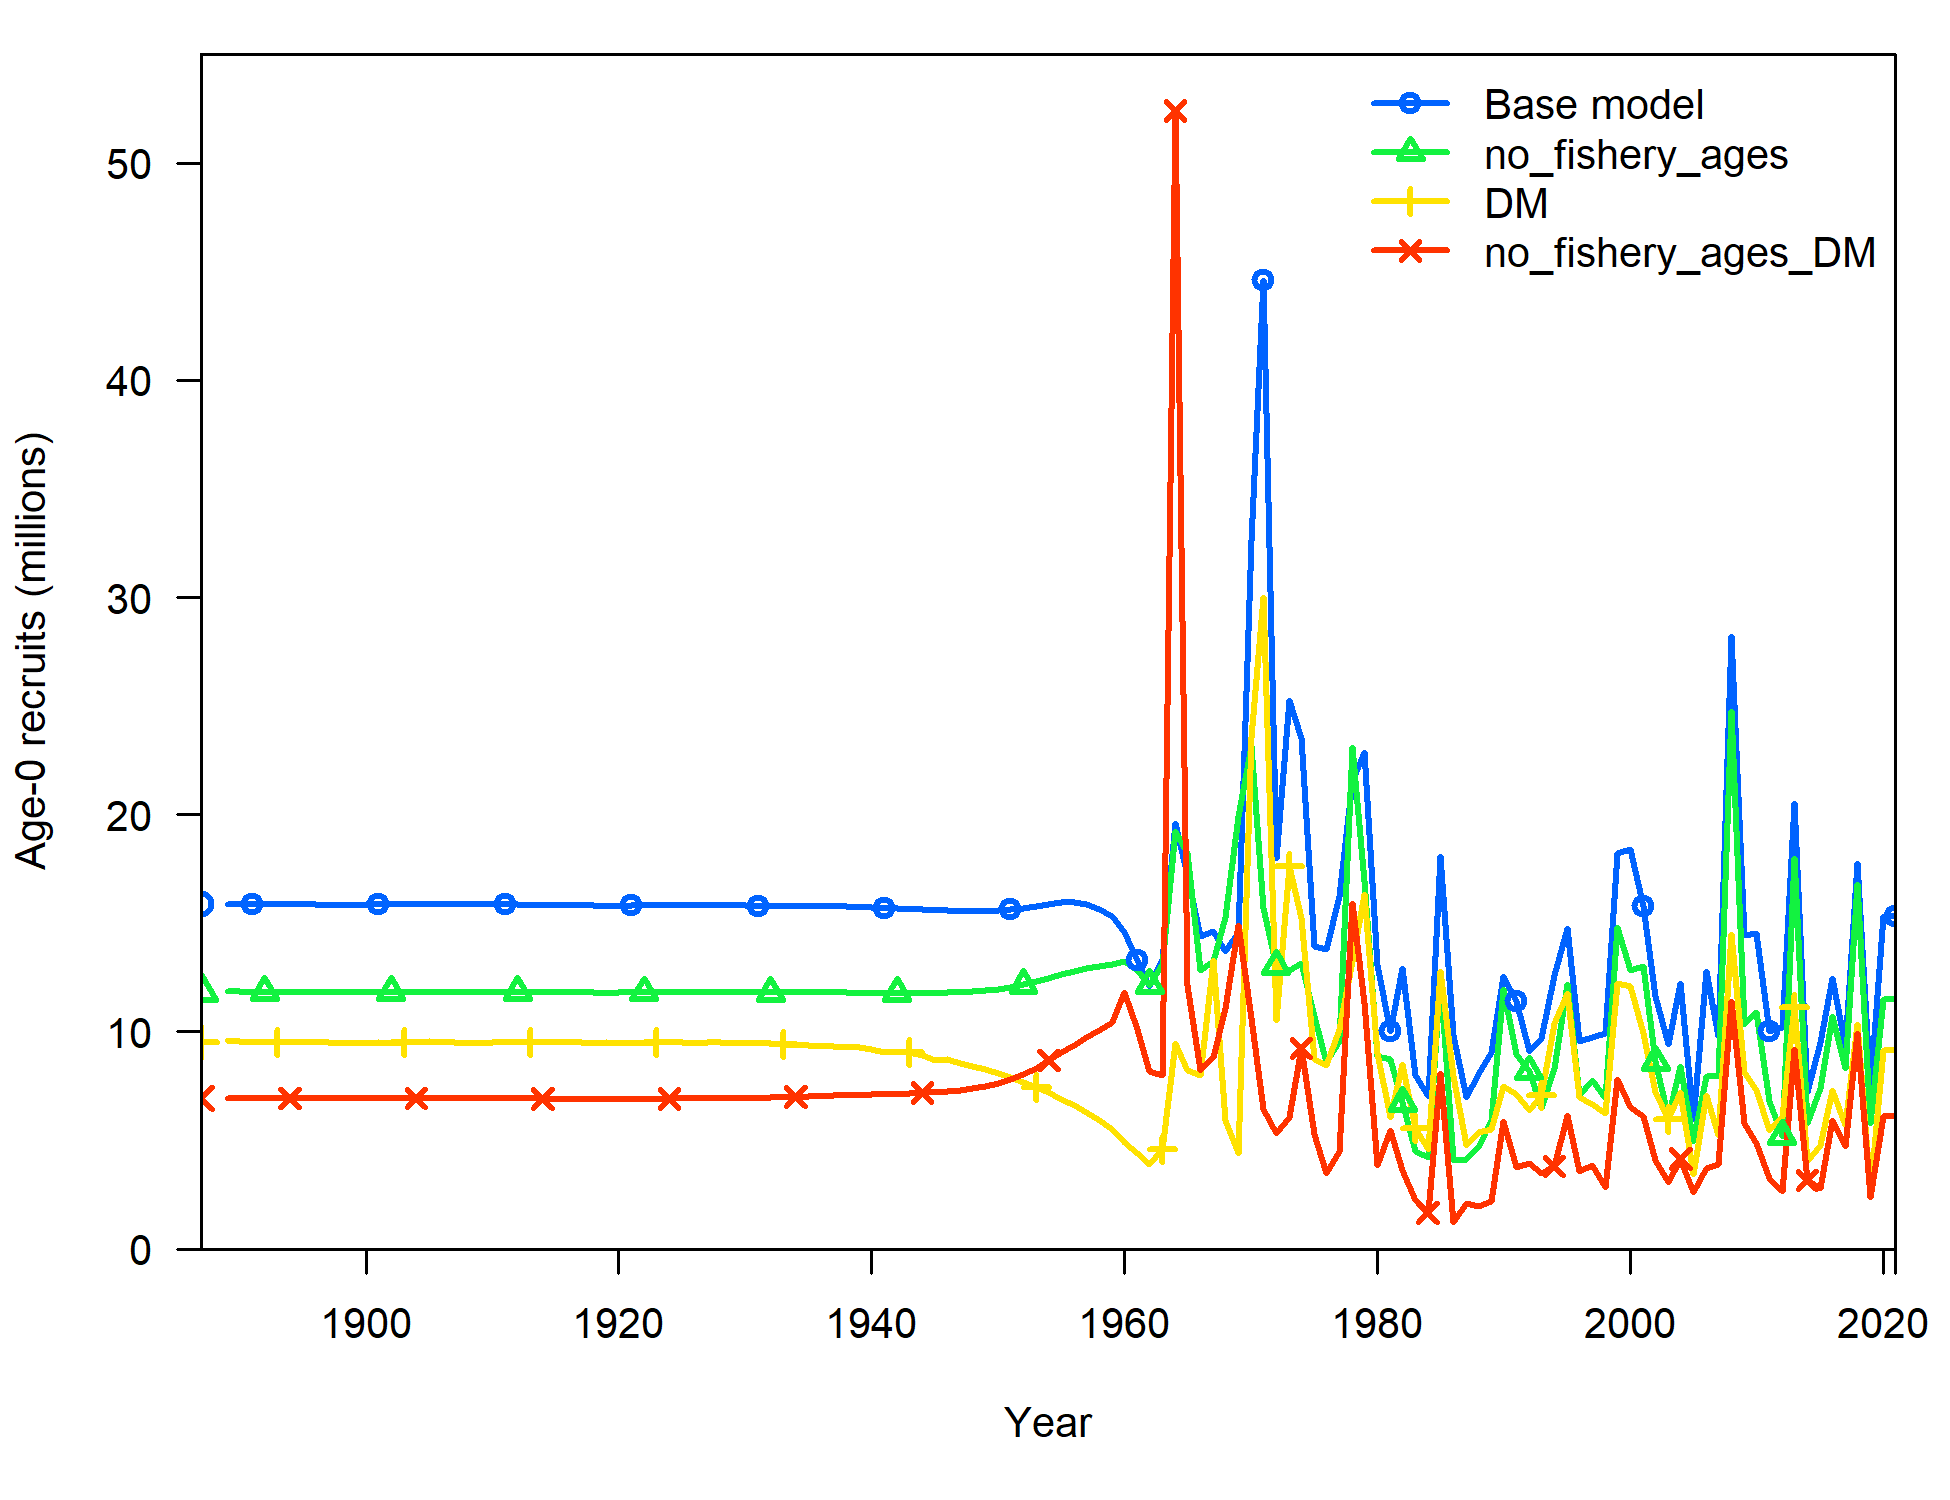 Base model
no_fishery_ages
DM
no_fishery_ages_DM
50
40
30
20
10
0
Age-0 recruits (millions)
1900 1920 1940 1960 1980 2000 2020
Year